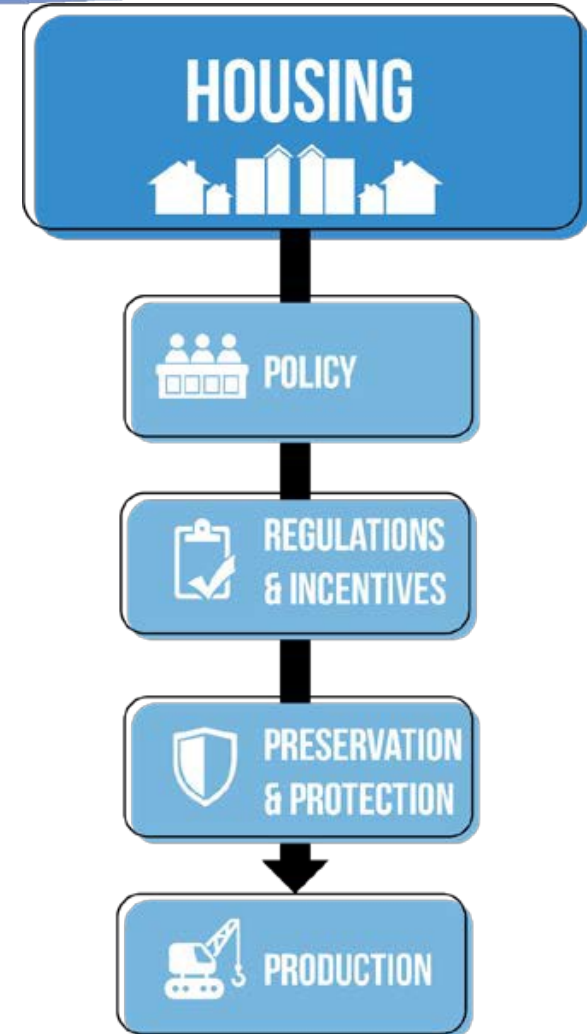 HOUSING
POLICY
REGULATIONS
& INCENTIVES
PRESERVATION
& PROTECTION
PRODUCTION